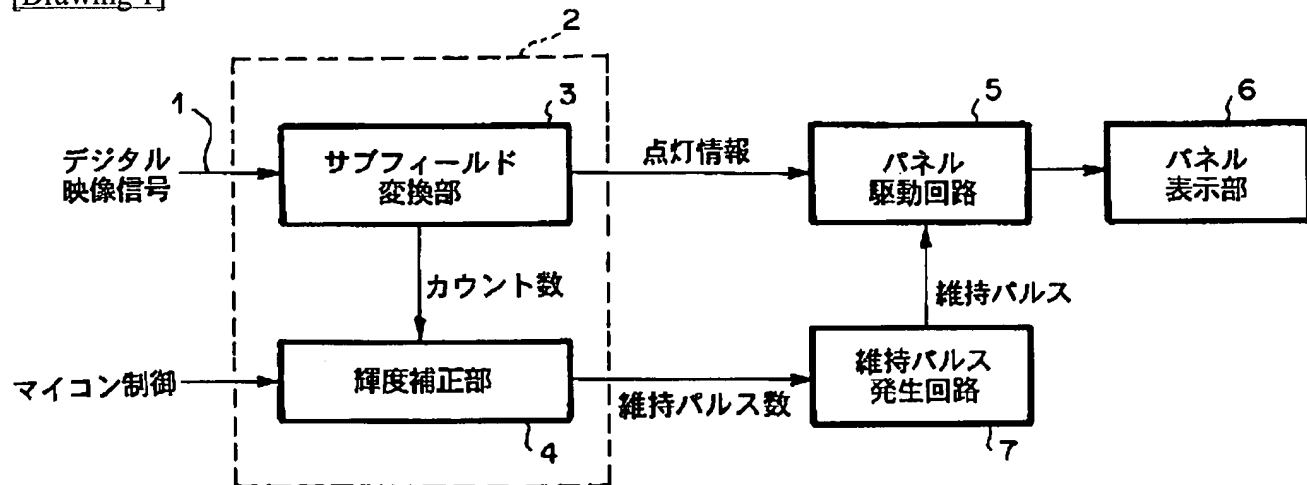 [Drawing 1]
2
1
3
5
6
デジタル
映像信号
サブフィールド
変換部
点灯情報
パネル
駆動回路
パネル
表示部
カウント数
維持パルス
マイコン制御
輝度補正部
維持パルス数
維持パルス
発生回路
4
7